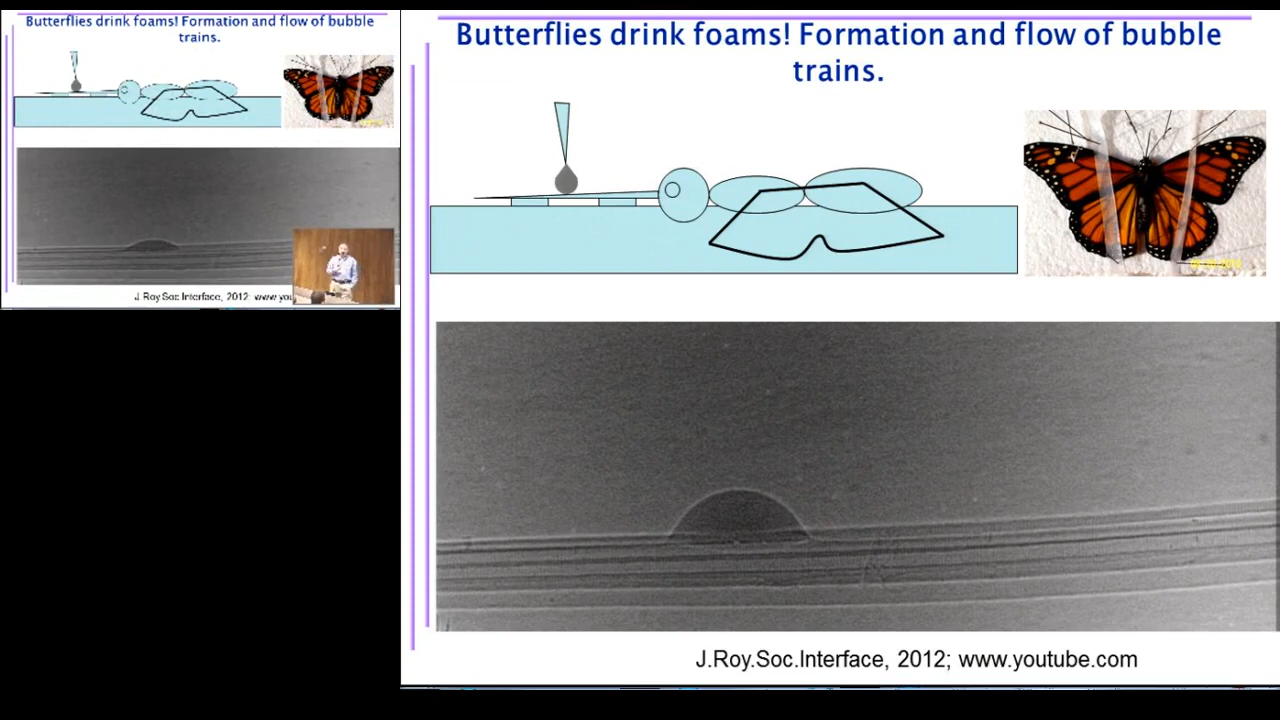 Butterflies drink foams! Formation and flow of bubble
trains.
J.Roy.Soc.Interface, 2012; www.you
Butterflies drink foams! Formation and flow of bubble
trains.
J.Roy.Soc.Interface, 2012; www.youtube.com